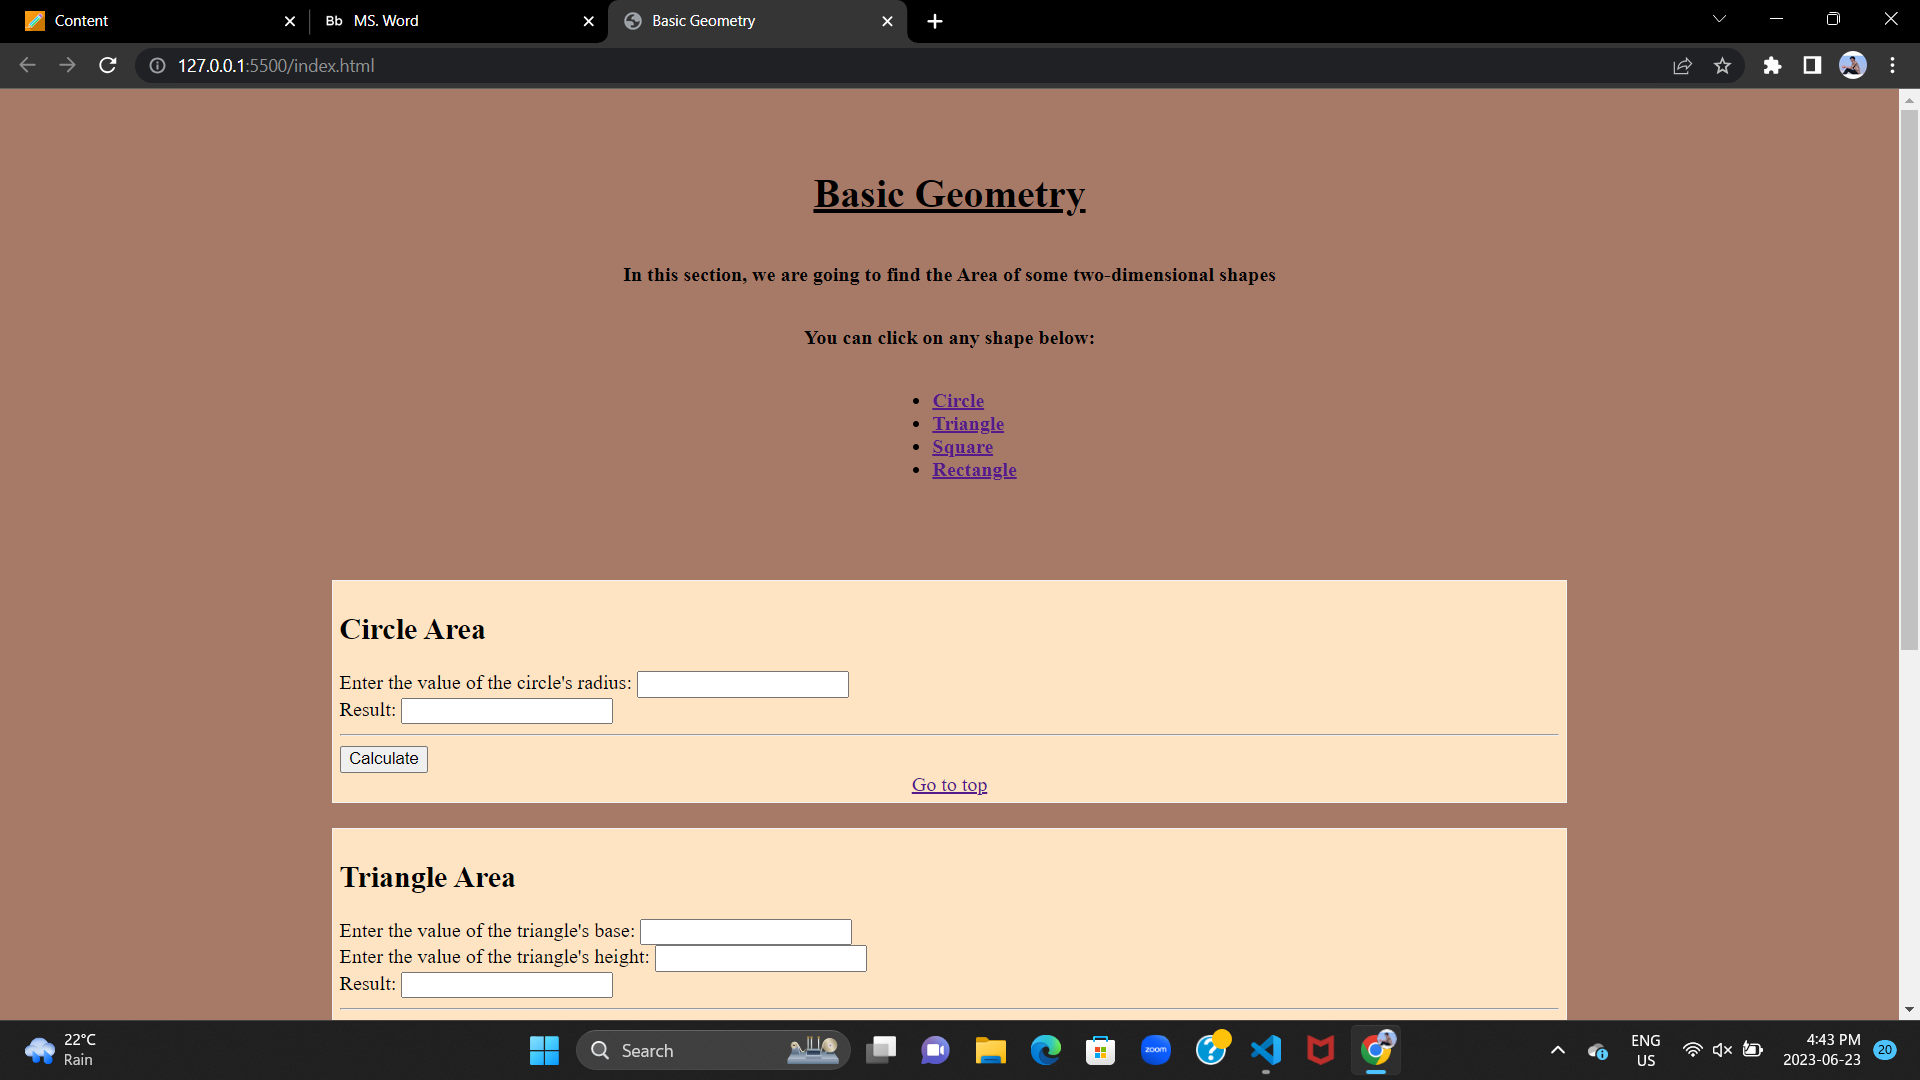 Content
Bb MS. Word
Basic Geometry
127.0.0.1:5500/index.html
Basic Geometry
In this section, we are going to find the Area of some two-dimensional shapes
You can click on any shape below:
Circle
Triangle
Square
Rectangle
Circle Area
Enter the value of the circle's radius:
Result:
Calculate
Go to top
Triangle Area
Enter the value of the triangle's base:
Enter the value of the triangle's height:
Result:
22°C
Rain
Search
zoom
ENG
US
4:43 PM
2023-06-23
20